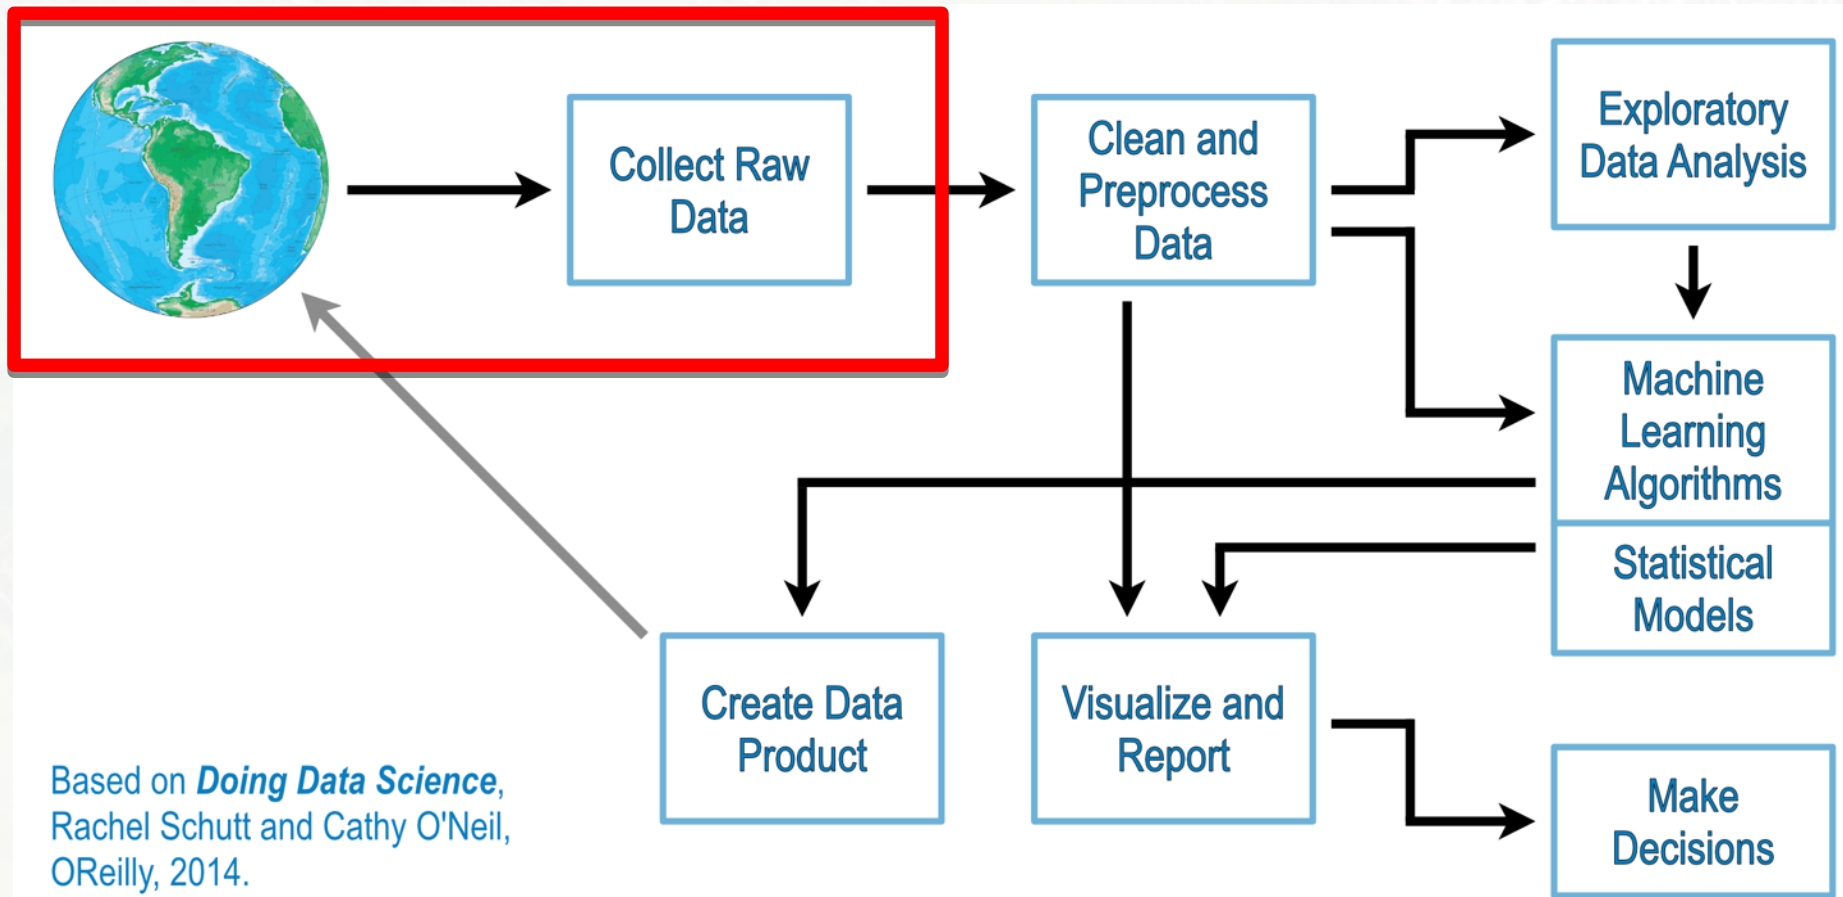 Collect Raw
Data
Clean and
Preprocess
Data
Exploratory
Data Analysis
Machine
Learning
Algorithms
Statistical
Models
Create Data
Product
Visualize and
Report
Make
Decisions
Based on Doing Data Science,
Rachel Schutt and Cathy O'Neil,
OReilly, 2014.